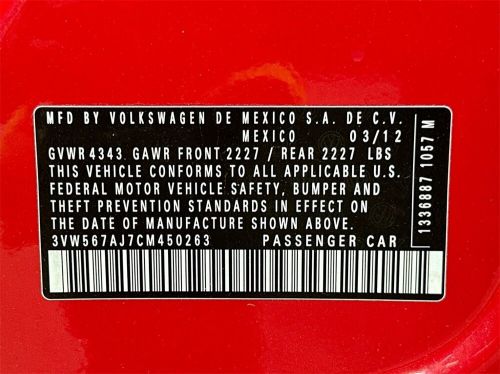 MFD BY VOLKSWAGEN DE MEXICO S.A. DE C.V.
MEXICO 03/12
GVWR 4343 GAWR FRONT 2227 / REAR 2227 LBS
THIS VEHICLE CONFORMS TO ALL APPLICABLE U.S.
FEDERAL MOTOR VEHICLE SAFETY, BUMPER AND
THEFT PREVENTION STANDARDS IN EFFECT ON
THE DATE OF MANUFACTURE SHOWN ABOVE.
3VW567AJ7CM450263 PASSENGER CAR
1336887 1057 M